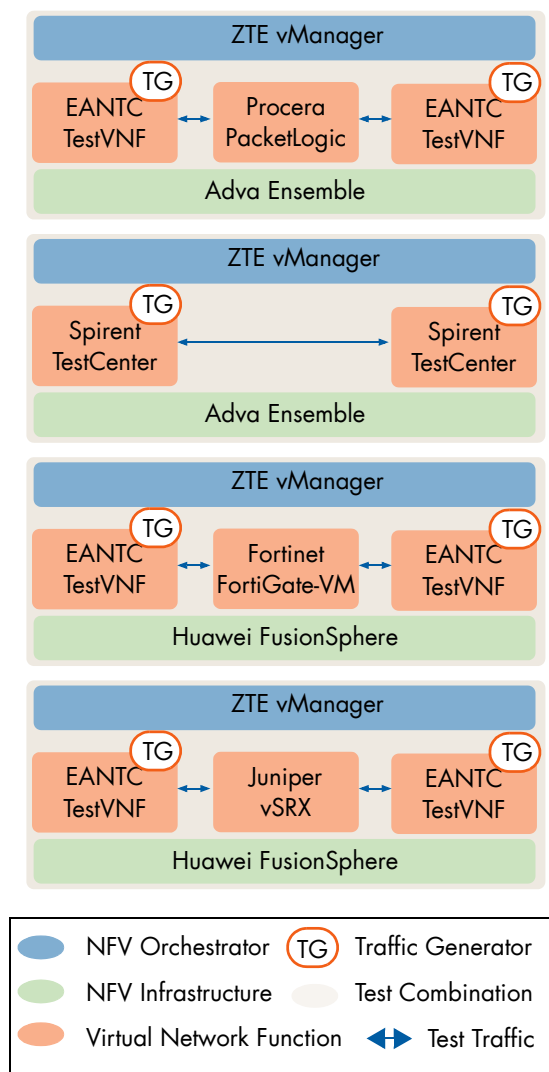 ZTE vManager
TG
TG
EANTC
TestVNF
Procera
PacketLogic
EANTC
TestVNF
Adva Ensemble
ZTE vManager
TG
TG
Spirent
TestCenter
Spirent
TestCenter
Adva Ensemble
ZTE vManager
TG
TG
EANTC
TestVNF
Fortinet
FortiGate-VM
EANTC
TestVNF
Huawei FusionSphere
ZTE vManager
TG
TG
EANTC
TestVNF
Juniper
vSRX
EANTC
TestVNF
Huawei FusionSphere
NFV Orchestrator
TG
Traffic Generator
NFV Infrastructure
Test Combination
Virtual Network Function
Test Traffic